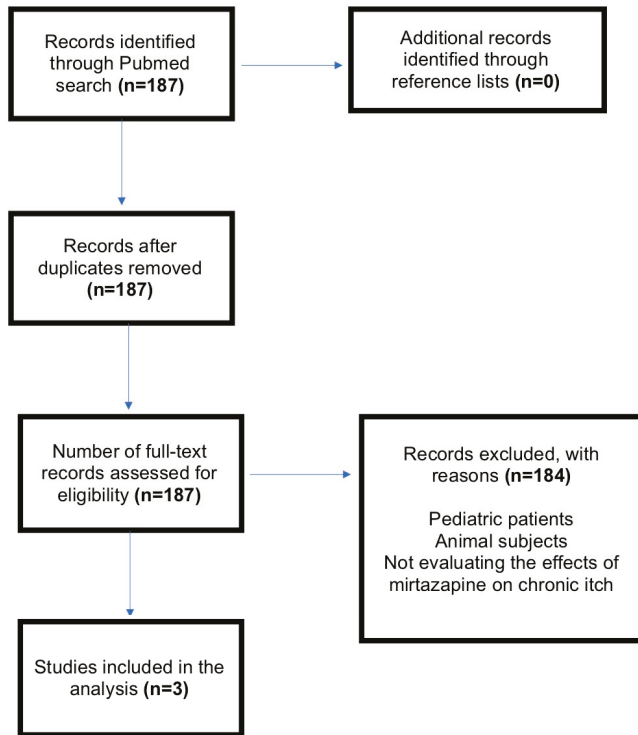 Records identified
through Pubmed
search (n=187)
Additional records
identified through
reference lists (n=0)
Records after
duplicates removed
(n=187)
Number of full-text
records assessed for
eligibility (n=187)
Records excluded, with
reasons (n=184)
Pediatric patients
Animal subjects
Not evaluating the effects of
mirtazapine on chronic itch
Studies included in the
analysis (n=3)